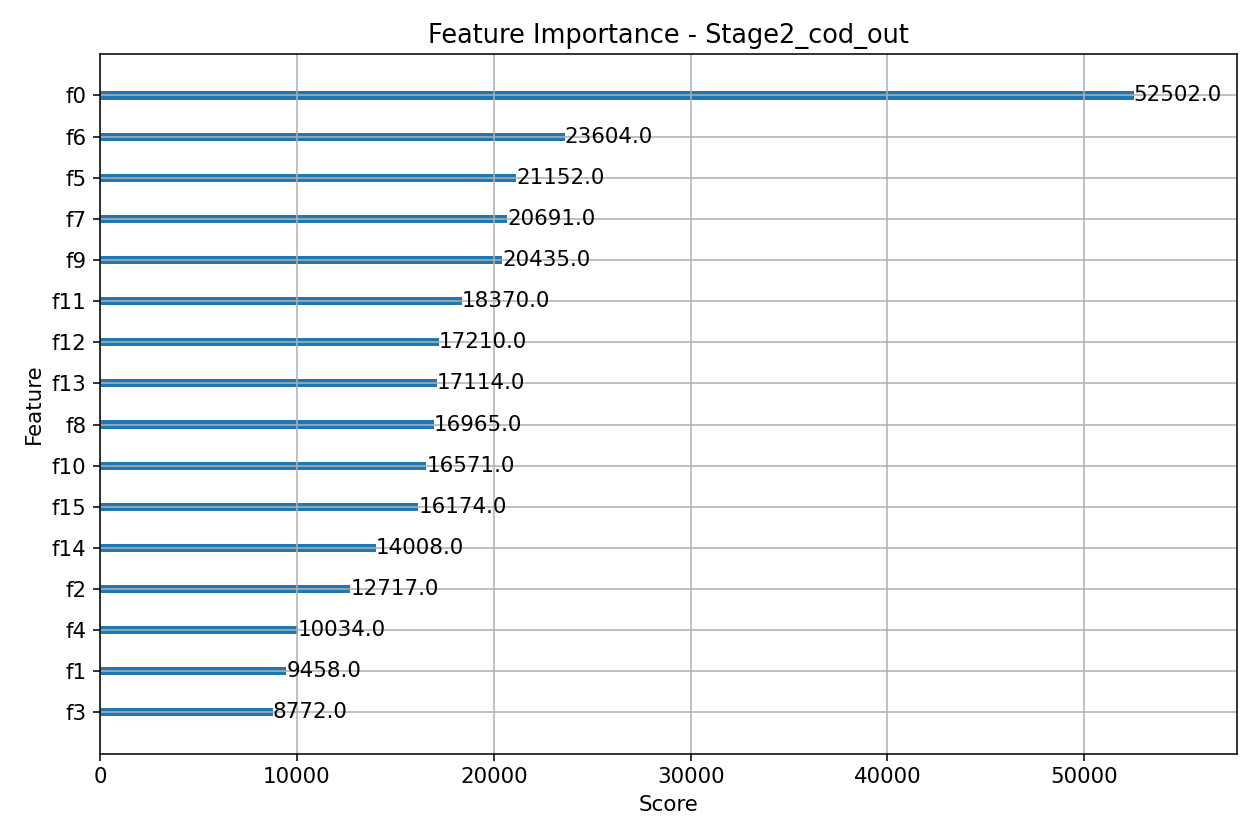 Feature Importance - Stage2_cod_out
Feature
f0 52502.0
f6 23604.0
f5 21152.0
f7 20691.0
f9 20435.0
f11 18370.0
f12 17210.0
f13 17114.0
f8 16965.0
f10 16571.0
f15 16174.0
f14 14008.0
f2 12717.0
f4 10034.0
f1 9458.0
f3 8772.0
0 10000 20000 30000 40000 50000
Score